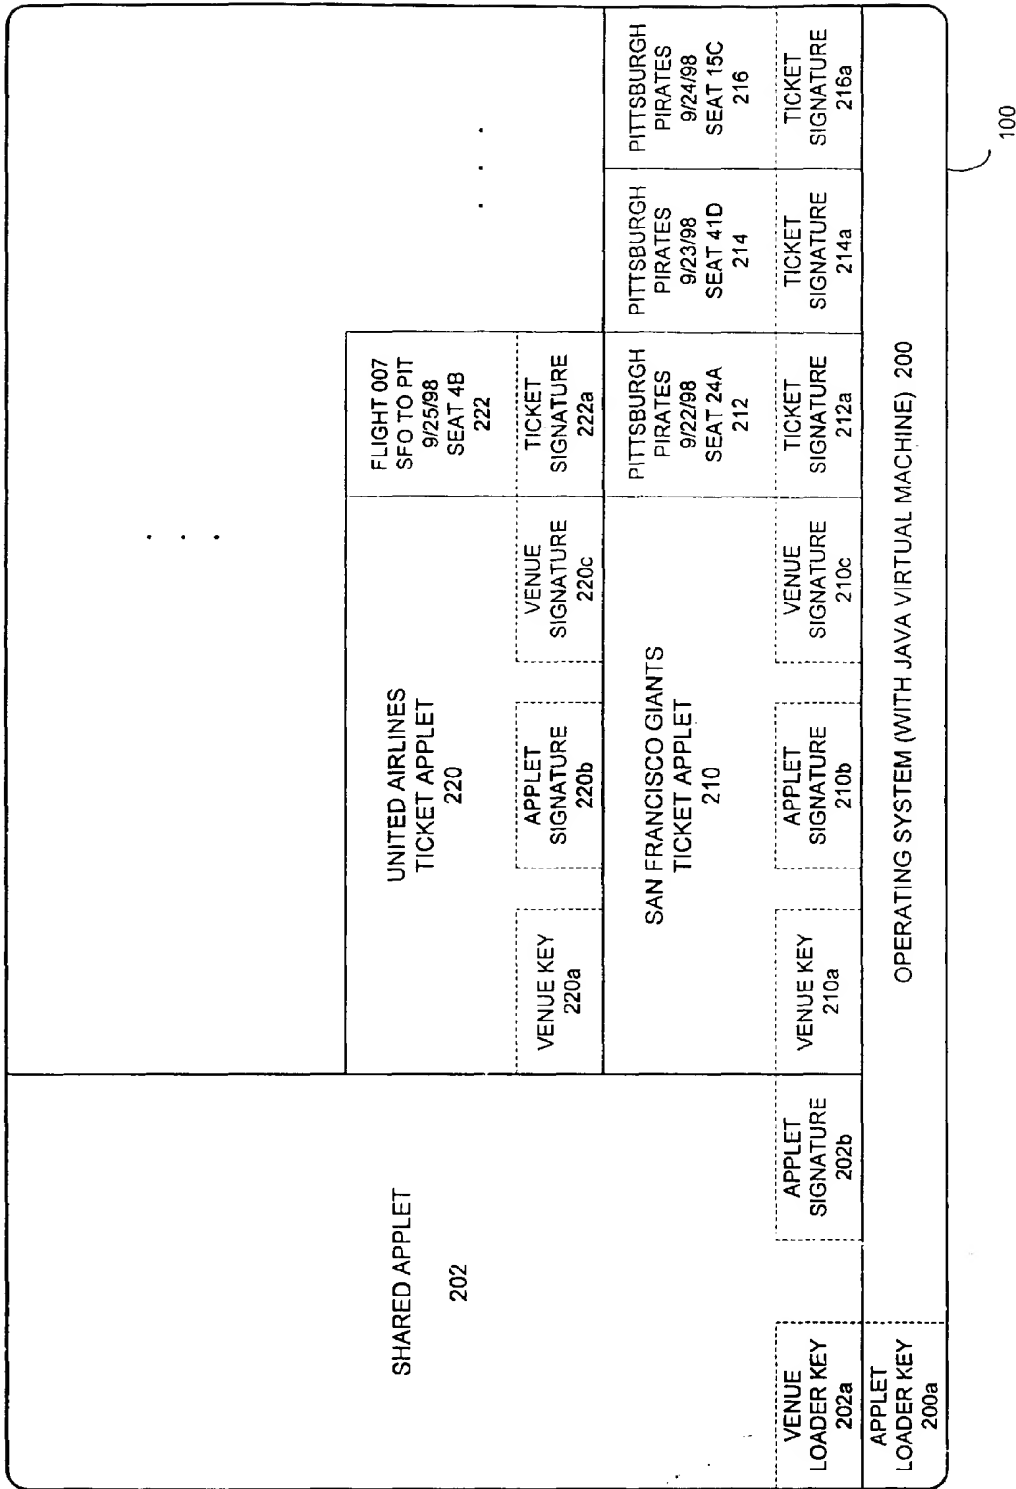 SHARED APPLET
202
VENUE
LOADER KEY
202a
APPLET
SIGNATURE
202b
UNITED AIRLINES
TICKET APPLET
220
VENUE KEY
220a
APPLET
SIGNATURE
220b
VENUE
SIGNATURE
220c
FLIGHT 007
SFO TO PIT
9/25/98
SEAT 4B
222
TICKET
SIGNATURE
222a
SAN FRANCISCO GIANTS
TICKET APPLET
210
VENUE KEY
210a
APPLET
SIGNATURE
210b
VENUE
SIGNATURE
210c
PITTSBURGH
PIRATES
9/22/98
SEAT 24A
212
TICKET
SIGNATURE
212a
PITTSBURGH
PIRATES
9/23/98
SEAT 41D
214
TICKET
SIGNATURE
214a
PITTSBURGH
PIRATES
9/24/98
SEAT 15C
216
TICKET
SIGNATURE
216a
APPLET
LOADER KEY
200a
OPERATING SYSTEM (WITH JAVA VIRTUAL MACHINE) 200
100